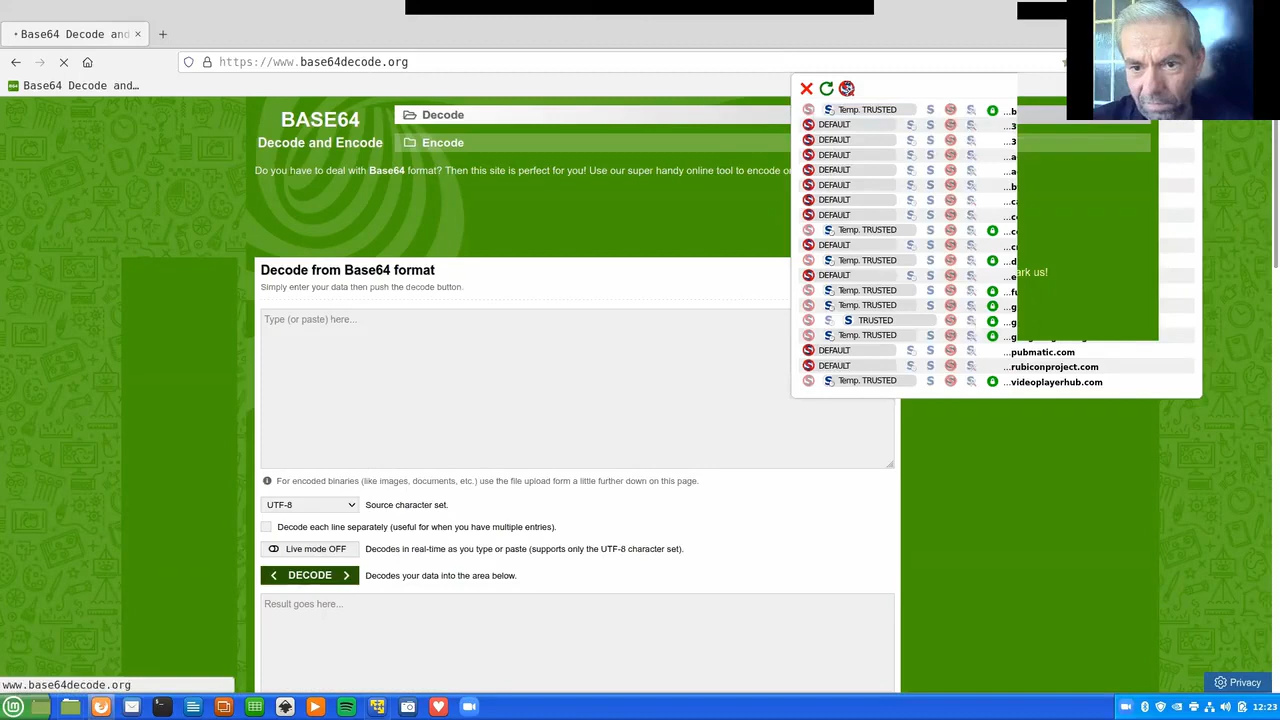 Base64 Decode and
https://www.base64decode.org
Base64 Decode and...
BASE64
Decode and Encode
Decode
Encode
Do you have to deal with Base64 format? Then this site is perfect for you! Use our super handy online tool to encode o
Temp. TRUSTED ...b
DEFAULT ...3
DEFAULT ...3
DEFAULT ...a
DEFAULT ...a
DEFAULT ...b
DEFAULT ...c
DEFAULT ...c
Temp. TRUSTED ...c
DEFAULT ...c
Temp. TRUSTED ...d
DEFAULT ...e
Temp. TRUSTED ...fu
Temp. TRUSTED ...g
TRUSTED ...g
Temp. TRUSTED
DEFAULT ...pubmatic.com
DEFAULT ...rubiconproject.com
Temp. TRUSTED ...videoplayerhub.com
ark us!
Decode from Base64 format
Simply enter your data then push the decode button.
Type (or paste) here...
For encoded binaries (like images, documents, etc.) use the file upload form a little further down on this page.
UTF-8 Source character set.
Decode each line separately (useful for when you have multiple entries).
Live mode OFF Decodes in real-time as you type or paste (supports only the UTF-8 character set).
DECODE Decodes your data into the area below.
Result goes here...
www.base64decode.org
Privacy
12:23